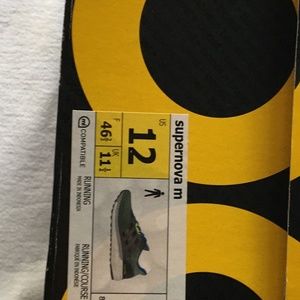 supernova m
US
12
F
46⅔
UK
11½
m COMPATIBLE
RUNNING
MADE IN INDONESIA
RUNNING/COURSE
FABRIQUÉ EN INDONÉSIE